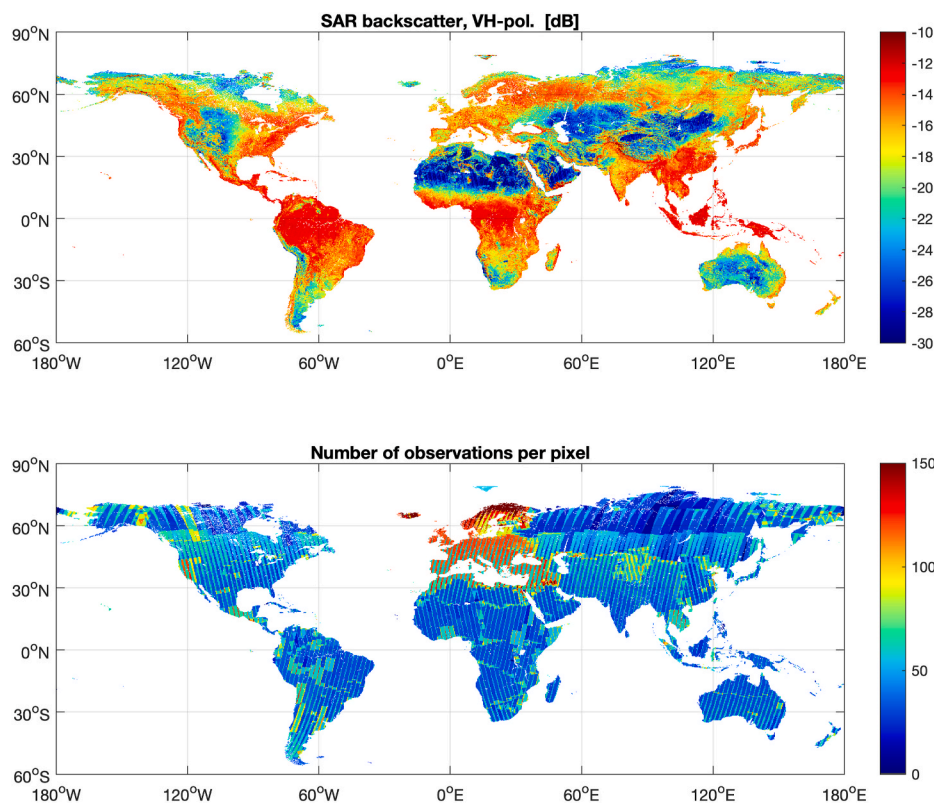 SAR backscatter, VH-pol. [dB]
90°N
60°N
30°N
0°N
30°S
60°S
180°W 120°W 60°W 0°E 60°E 120°E 180°E
-10
-12
-14
-16
-18
-20
-22
-24
-26
-28
-30
Number of observations per pixel
90°N
60°N
30°N
0°N
30°S
60°S
180°W 120°W 60°W 0°E 60°E 120°E 180°E
150
100
50
0